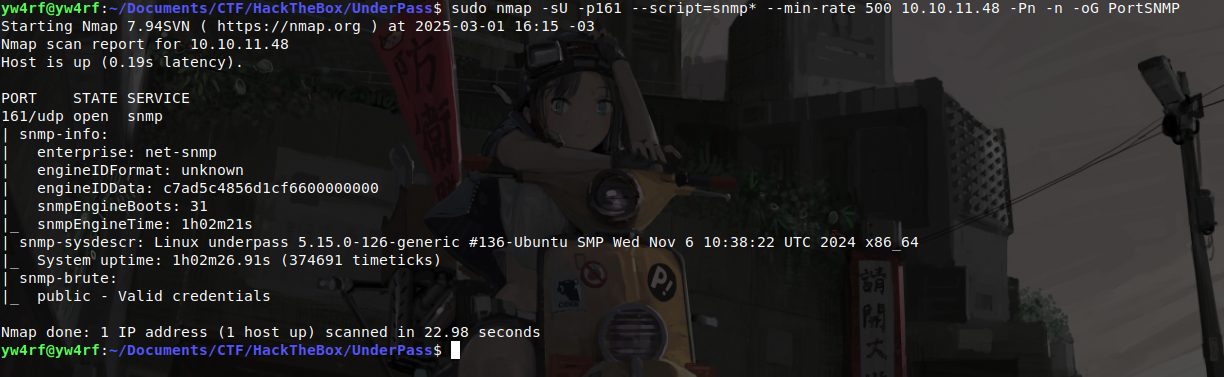 yw4rf@yw4rf:~/Documents/CTF/HackTheBox/UnderPass$ sudo nmap -sU -p161 --script=snmp* --min-rate 500 10.10.11.48 -Pn -n -oG PortSNMP
Starting Nmap 7.94SVN ( https://nmap.org ) at 2025-03-01 16:15 -03
Nmap scan report for 10.10.11.48
Host is up (0.19s latency).

PORT    STATE SERVICE
161/udp open  snmp
| snmp-info:
|   enterprise: net-snmp
|   engineIDFormat: unknown
|   engineIDData: c7ad5c4856d1cf6600000000
|   snmpEngineBoots: 31
|_  snmpEngineTime: 1h02m21s
| snmp-sysdescr: Linux underpass 5.15.0-126-generic #136-Ubuntu SMP Wed Nov 6 10:38:22 UTC 2024 x86_64
|_  System uptime: 1h02m26.91s (374691 timeticks)
| snmp-brute:
|_  public - Valid credentials

Nmap done: 1 IP address (1 host up) scanned in 22.98 seconds
yw4rf@yw4rf:~/Documents/CTF/HackTheBox/UnderPass$
防衛
請開大
P!